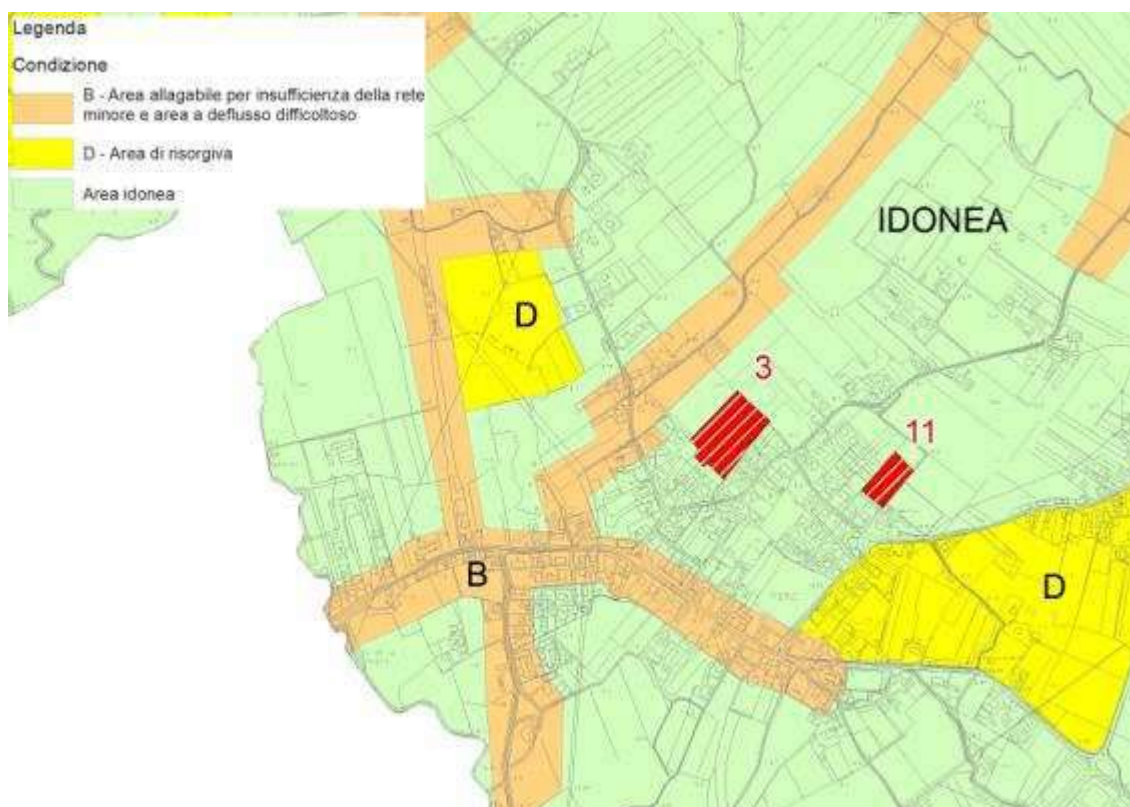 Legenda
Condizione
B - Area allagabile per insufficienza della rete
minore e area a deflusso difficoltoso
D - Area di risorgiva
Area idonea
IDONEA
D
3
11
B
D